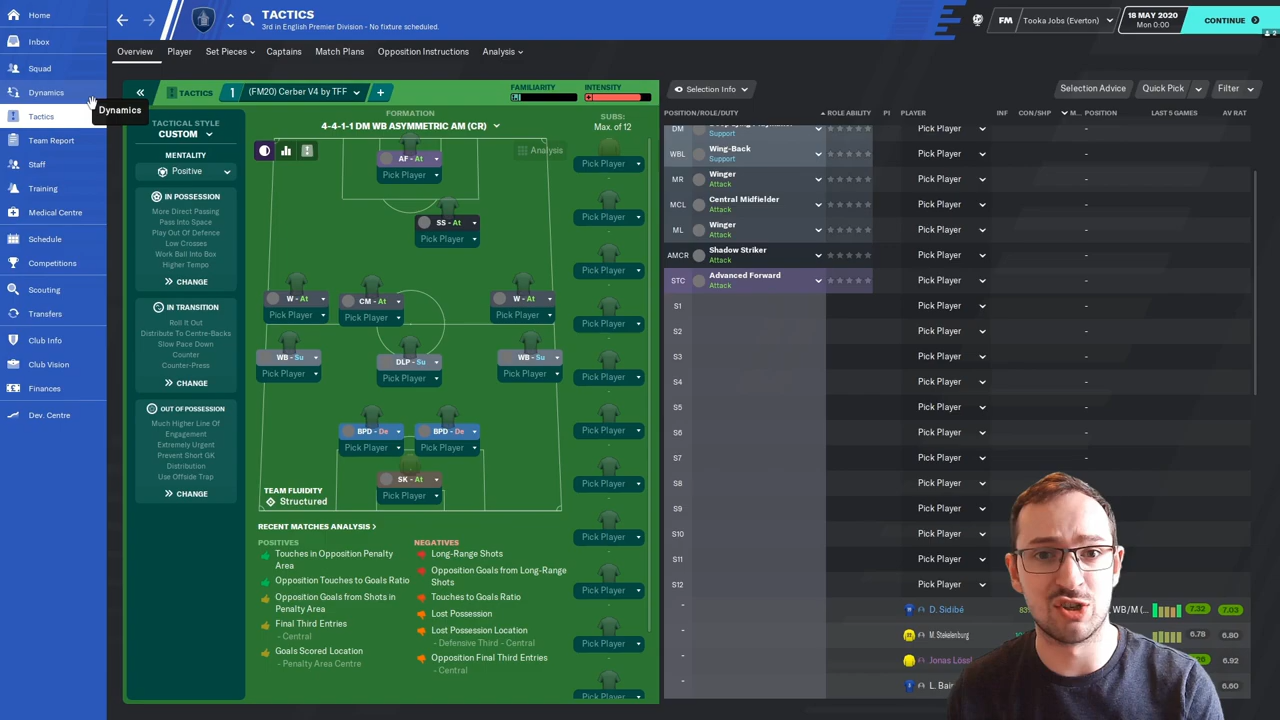 Home
Inbox
Squad
Dynamics
Tactics
Team Report
Staff
Training
Medical Centre
Schedule
Competitions
Scouting
Transfers
Club Info
Club Vision
Finances
Dev. Centre
Dynamics
TACTICS
3rd in English Premier Division - No fixture scheduled.
FM
Tooka Jobs (Everton)
18 MAY 2020
Mon 0:00
CONTINUE
Overview
Player
Set Pieces
Captains
Match Plans
Opposition Instructions
Analysis
TACTICS
1
(FM20) Cerber V4 by TFF
FAMILIARITY
INTENSITY
TACTICAL STYLE
CUSTOM
MENTALITY
Positive
IN POSSESSION
More Direct Passing
Pass Into Space
Play Out Of Defence
Low Crosses
Work Ball Into Box
Higher Tempo
CHANGE
IN TRANSITION
Roll It Out
Distribute To Centre-Backs
Slow Pace Down
Counter
Counter-Press
CHANGE
OUT OF POSSESSION
Much Higher Line Of
Engagement
Extremely Urgent
Prevent Short GK
Distribution
Use Offside Trap
CHANGE
FORMATION
4-4-1-1 DM WB ASYMMETRIC AM (CR)
Analysis
AF - At
Pick Player
SS - At
Pick Player
W - At
Pick Player
CM - At
Pick Player
W - At
Pick Player
WB - Su
Pick Player
DLP - Su
Pick Player
WB - Su
Pick Player
BPD - De
Pick Player
BPD - De
Pick Player
SK - At
Pick Player
TEAM FLUIDITY
Structured
SUBS:
Max. of 12
Pick Player
Pick Player
Pick Player
Pick Player
Pick Player
Pick Player
Pick Player
Pick Player
Pick Player
Pick Player
Pick Player
RECENT MATCHES ANALYSIS
POSITIVES
Touches in Opposition Penalty
Area
Opposition Touches to Goals Ratio
Opposition Goals from Shots in
Penalty Area
Final Third Entries
- Central
Goals Scored Location
- Penalty Area Centre
NEGATIVES
Long-Range Shots
Opposition Goals from Long-Range
Shots
Touches to Goals Ratio
Lost Possession
Lost Possession Location
- Defensive Third - Central
Opposition Final Third Entries
- Central
Selection Info
Selection Advice
Quick Pick
Filter
POSITION/ROLE/DUTY ROLE ABILITY PI PLAYER INF CON/SHP M... POSITION LAST 5 GAMES AV RAT
DM Support Pick Player -
WBL Wing-Back Support Pick Player -
MR Winger Attack Pick Player -
MCL Central Midfielder Attack Pick Player -
ML Winger Attack Pick Player -
AMCR Shadow Striker Attack Pick Player -
STC Advanced Forward Attack Pick Player -
S1 Pick Player -
S2 Pick Player -
S3 Pick Player -
S4 Pick Player -
S5 Pick Player -
S6 Pick Player -
S7 Pick Player -
S8 Pick Player
S9 Pick Player
S10 Pick Player
S11 Pick Player
S12 Pick Player
- D. Sidibé WB/M (... 7.32 7.03
- M. Stekelenburg 6.78 6.80
- Jonas Lössl 6.92
- L. Bai 6.60